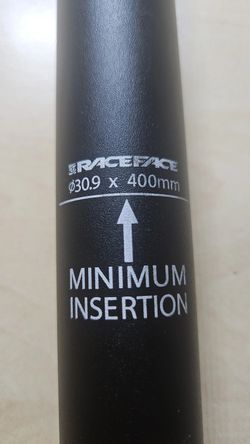 RACEFACE
Ø30.9 x 400mm
MINIMUM
INSERTION